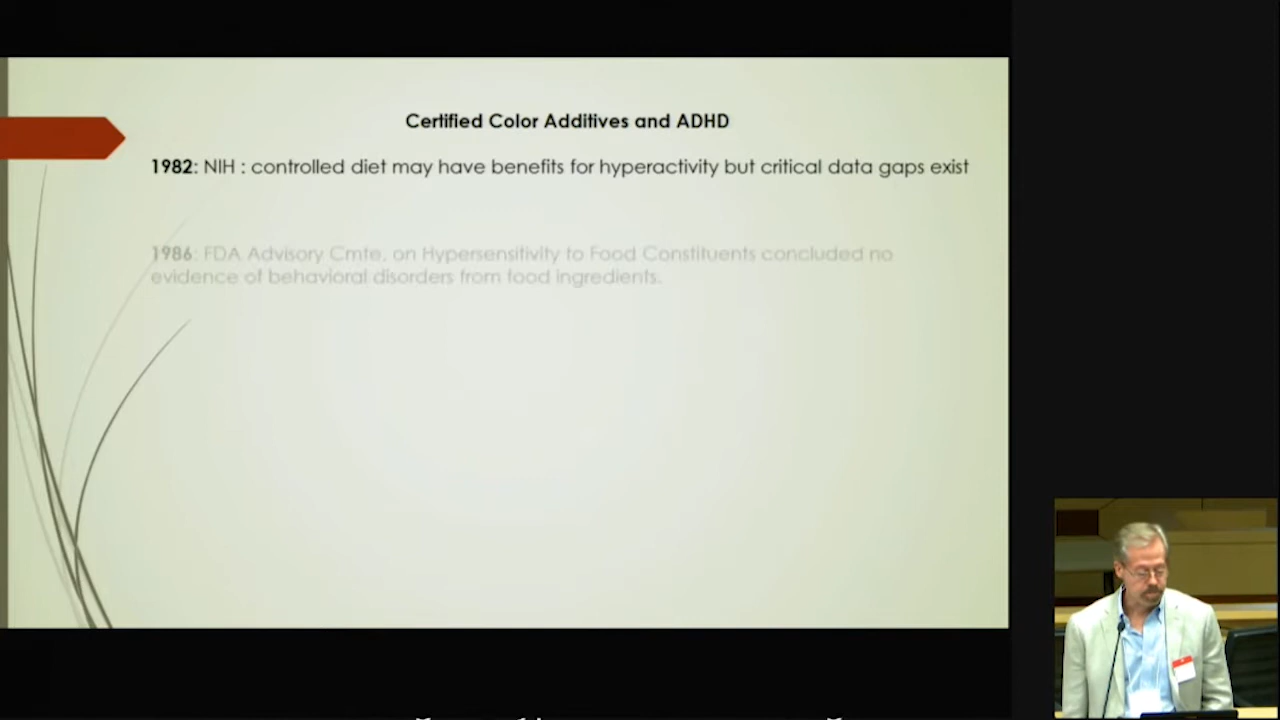 Certified Color Additives and ADHD
1982: NIH : controlled diet may have benefits for hyperactivity but critical data gaps exist
1986: FDA Advisory Cmte. on Hypersensitivity to Food Constituents concluded no
evidence of behavioral disorders from food ingredients.